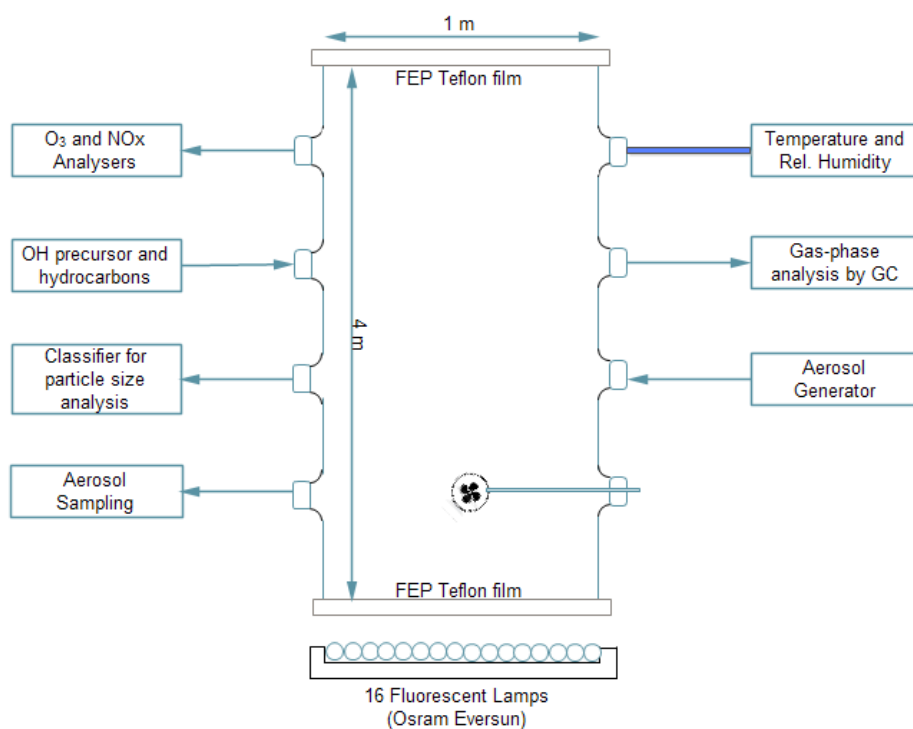 1 m
FEP Teflon film
O₃ and NOx
Analysers
Temperature and
Rel. Humidity
OH precursor and
hydrocarbons
Gas-phase
analysis by GC
4 m
Classifier for
particle size
analysis
Aerosol
Generator
Aerosol
Sampling
FEP Teflon film
16 Fluorescent Lamps
(Osram Eversun)